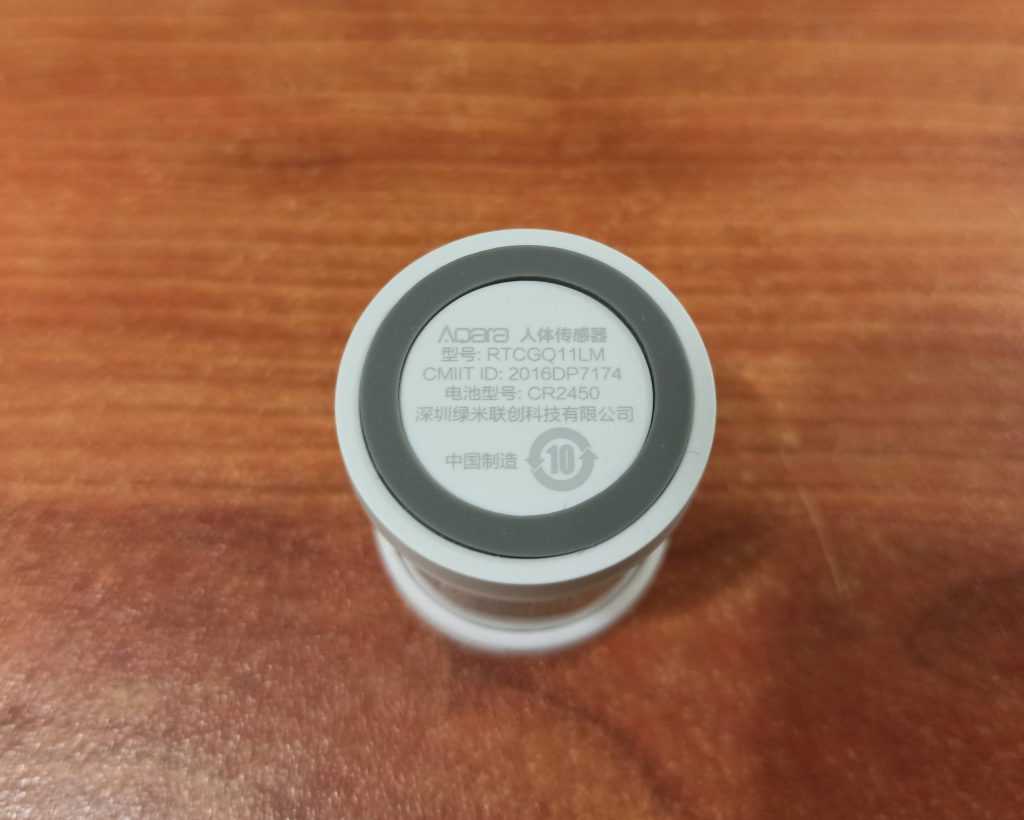 Aqara 人体传感器
型号: RTCGQ11LM
CMIIT ID: 2016DP7174
电池型号: CR2450
深圳绿米联创科技有限公司
中国制造 10